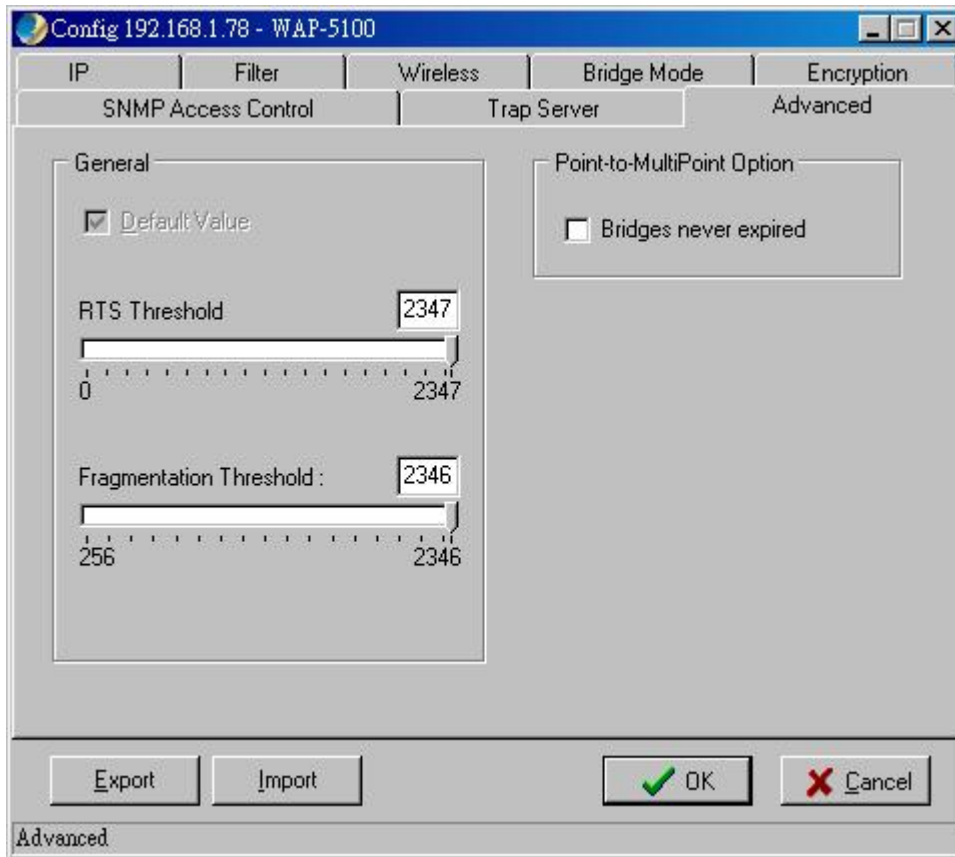 Config 192.168.1.78 - WAP-5100
IP Filter Wireless Bridge Mode Encryption
SNMP Access Control Trap Server Advanced
General
Default Value
RTS Threshold 2347
0 2347
Fragmentation Threshold : 2346
256 2346
Point-to-MultiPoint Option
Bridges never expired
Export Import OK Cancel
Advanced